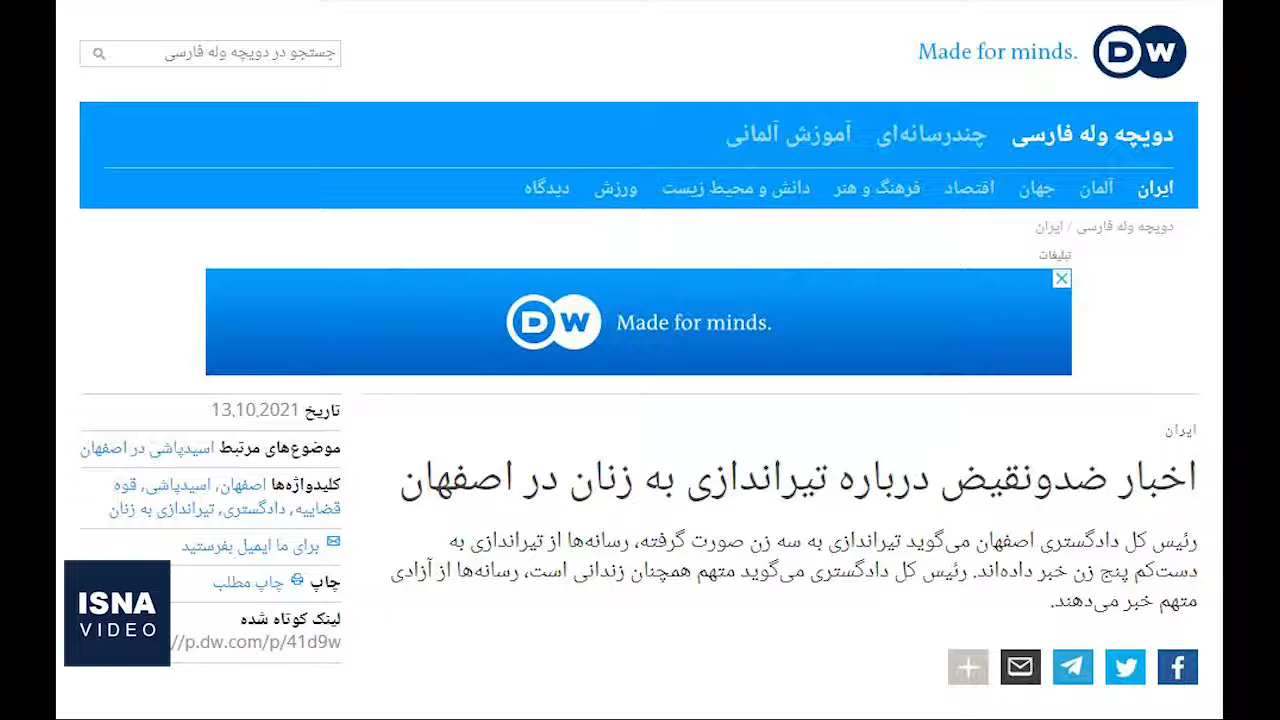 Made for minds. DW
جستجو در دویچه وله فارسی
دویچه وله فارسی چندرسانه‌ای آموزش آلمانی
ایران آلمان جهان اقتصاد فرهنگ و هنر دانش و محیط زیست ورزش دیدگاه
دویچه وله فارسی / ایران
تبلیغات
DW Made for minds.
ایران
اخبار ضدونقیض درباره تیراندازی به زنان در اصفهان
رئیس کل دادگستری اصفهان می‌گوید تیراندازی به سه زن صورت گرفته، رسانه‌ها از تیراندازی به
دست‌کم پنج زن خبر داده‌اند. رئیس کل دادگستری می‌گوید متهم همچنان زندانی است، رسانه‌ها از آزادی
متهم خبر می‌دهند.
تاریخ 13.10.2021
موضوع‌های مرتبط اسیدپاشی در اصفهان
کلیدواژه‌ها اصفهان, اسیدپاشی, قوه
قضاییه, دادگستری, تیراندازی به زنان
برای ما ایمیل بفرستید
چاپ چاپ مطلب
لینک کوتاه شده
//p.dw.com/p/41d9w
ISNA
VIDEO